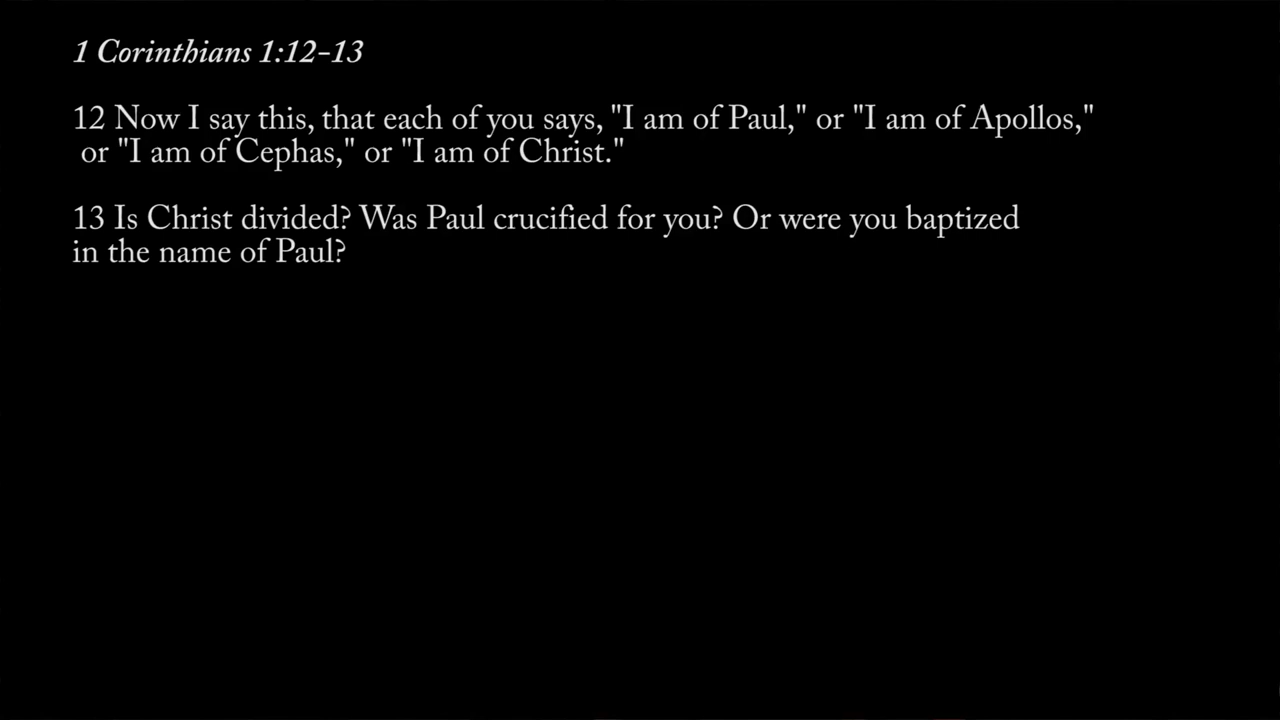 1 Corinthians 1:12-13
12 Now I say this, that each of you says, "I am of Paul," or "I am of Apollos,"
or "I am of Cephas," or "I am of Christ."
13 Is Christ divided? Was Paul crucified for you? Or were you baptized
in the name of Paul?